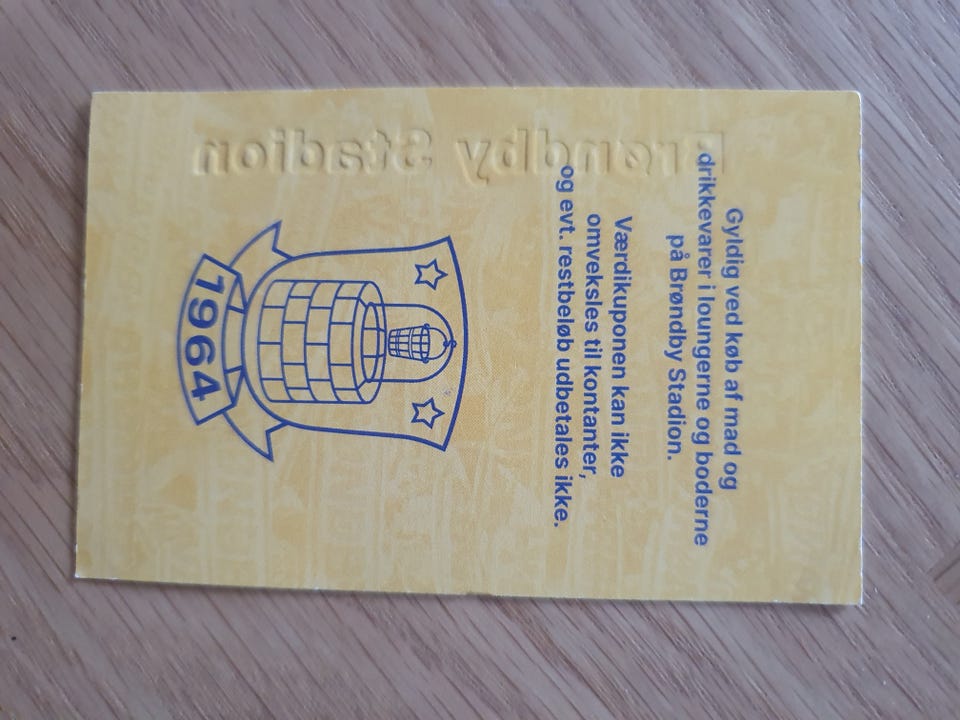 Gyldig ved køb af mad og
drikkevarer i loungerne og boderne
på Brøndby Stadion.
Værdikuponen kan ikke
omveksles til kontanter,
og evt. restbeløb udbetales ikke.
1964
Brøndby Stadion